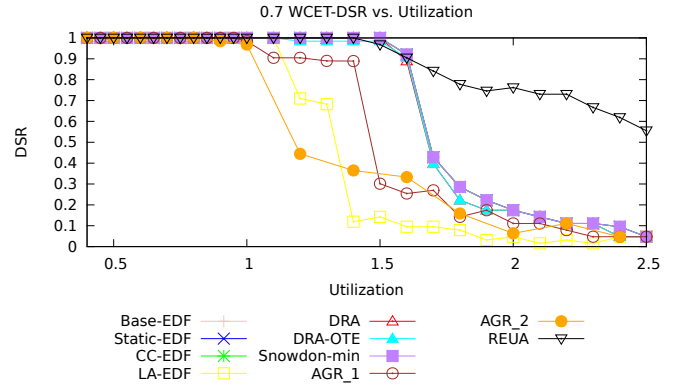 0.7 WCET-DSR vs. Utilization
1
0.9
0.8
0.7
0.6
0.5
0.4
0.3
0.2
0.1
0
DSR
0.5 1 1.5 2 2.5
Utilization
Base-EDF DRA AGR_2
Static-EDF DRA-OTE REUA
CC-EDF Snowdon-min
LA-EDF AGR_1